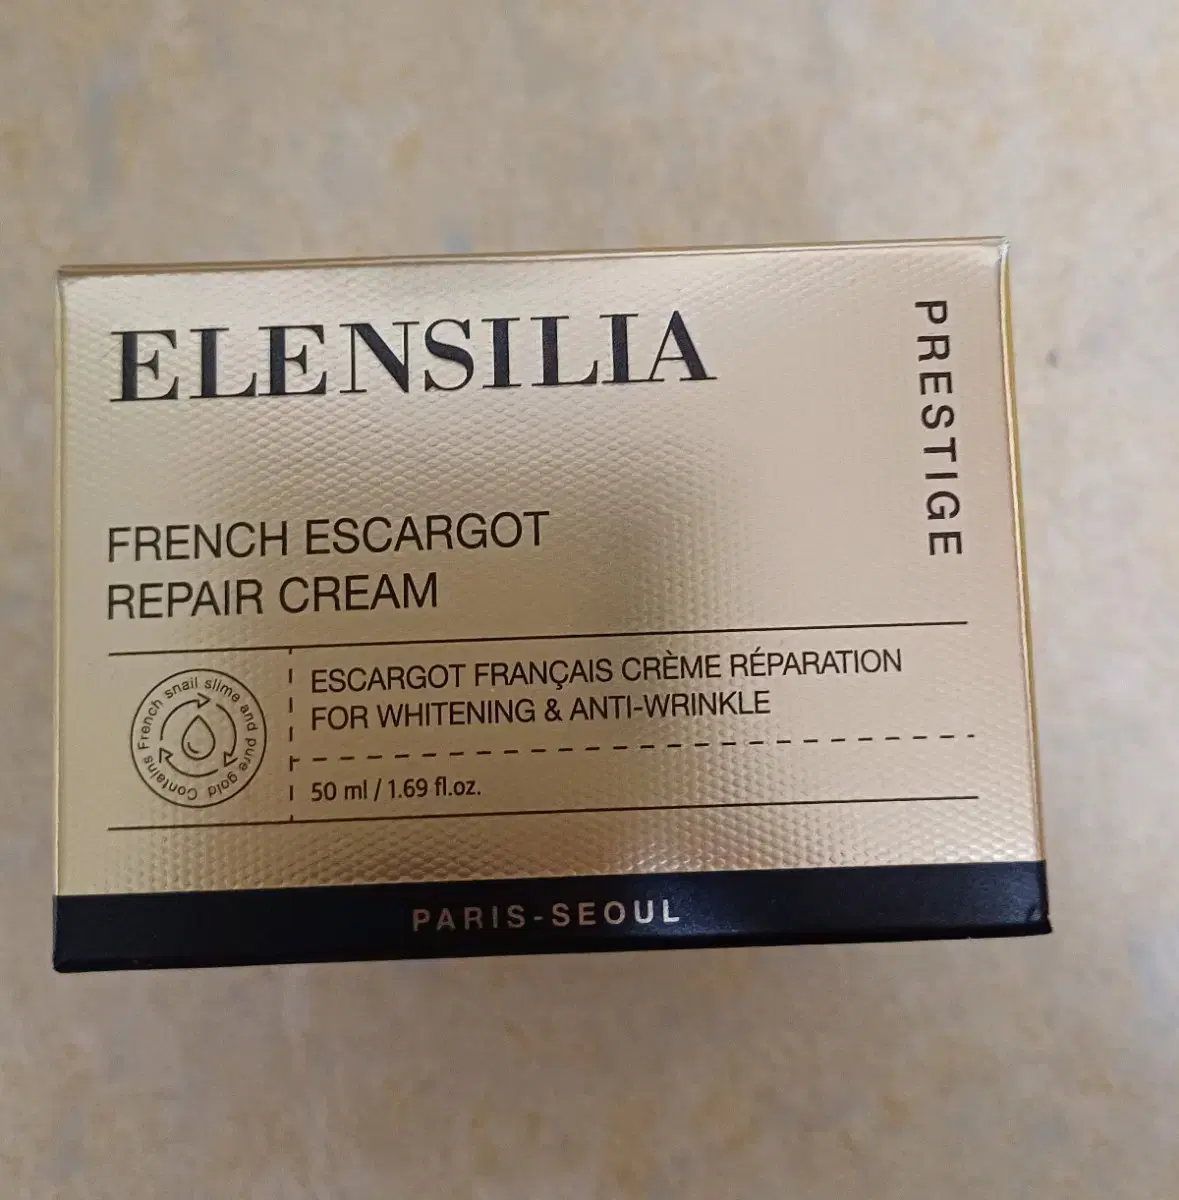 ELENSILIA
PRESTIGE
FRENCH ESCARGOT
REPAIR CREAM
Contains French snail slime and pure gold
ESCARGOT FRANÇAIS CRÈME RÉPARATION
FOR WHITENING & ANTI-WRINKLE
50 ml / 1.69 fl.oz.
PARIS-SEOUL